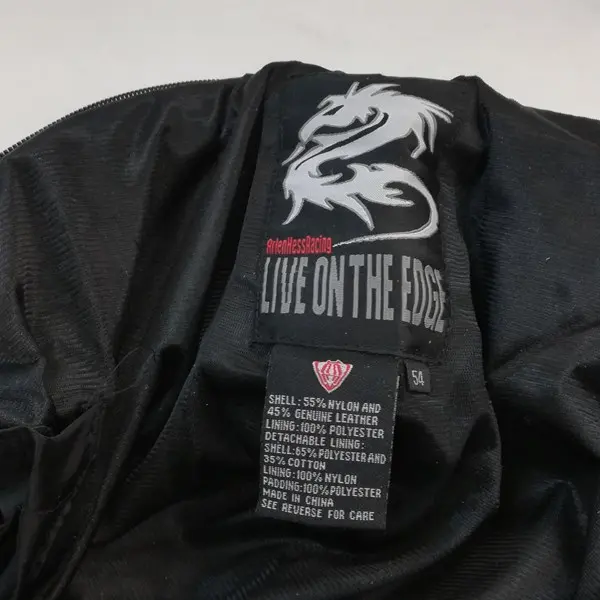 ArlenNessRacing
LIVE ON THE EDGE
54
SHELL: 55% NYLON AND
45% GENUINE LEATHER
LINING: 100% POLYESTER
DETACHABLE LINING:
SHELL: 65% POLYESTER AND
35% COTTON
LINING: 100% NYLON
PADDING: 100% POLYESTER
MADE IN CHINA
SEE REVERSE FOR CARE